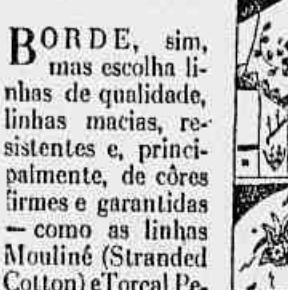 BORDE, sim,
mas escolha li-
nhas de qualidade,
linhas macias, re-
sistentes e, princi-
palmente, de côres
firmes e garantidas
— como as linhas
Mouliné (Stranded
Cotton) e Torçal Pe-